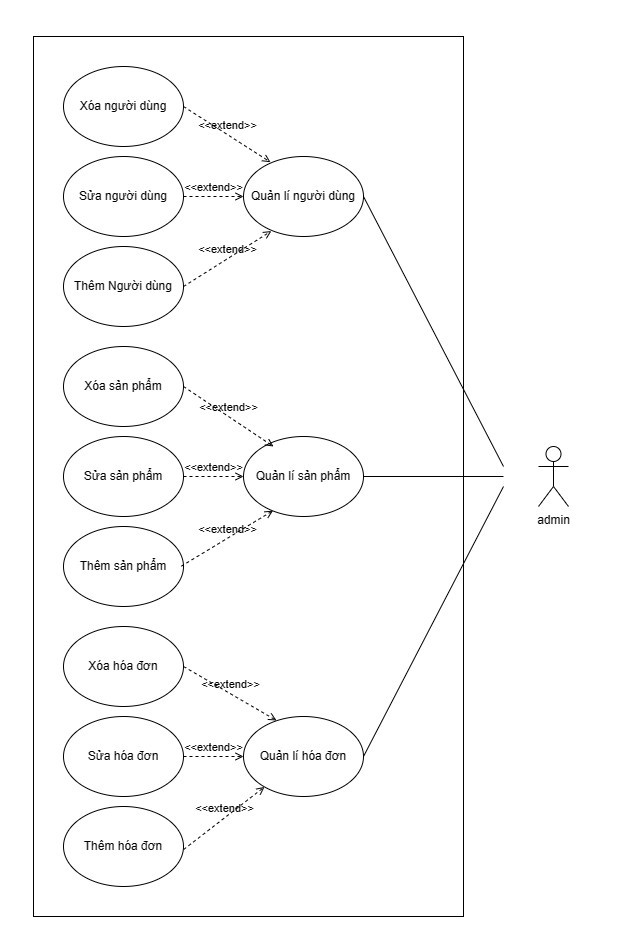 Xóa người dùng
<<extend>>
Sửa người dùng
<<extend>>
Quản lí người dùng
<<extend>>
Thêm Người dùng
Xóa sản phẩm
<<extend>>
Sửa sản phẩm
<<extend>>
Quản lí sản phẩm
admin
<<extend>>
Thêm sản phẩm
Xóa hóa đơn
<<extend>>
Sửa hóa đơn
<<extend>>
Quản lí hóa đơn
<<extend>>
Thêm hóa đơn